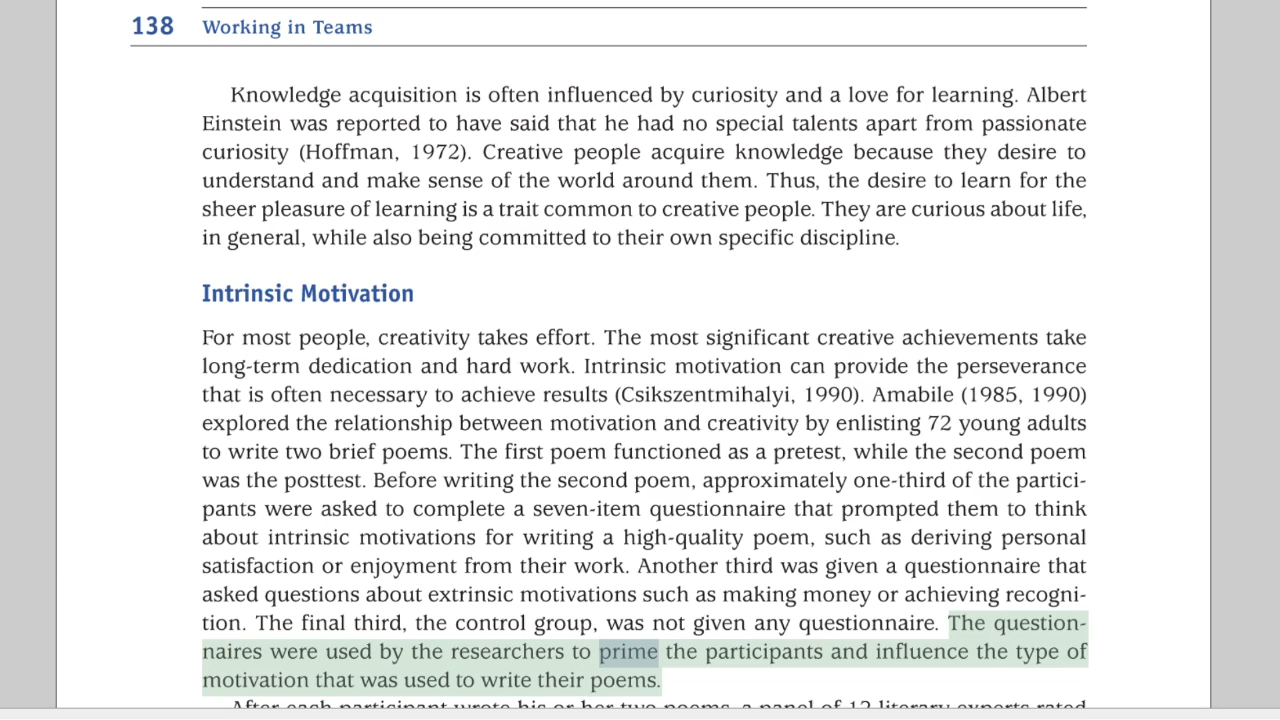 138 Working in Teams
Knowledge acquisition is often influenced by curiosity and a love for learning. Albert
Einstein was reported to have said that he had no special talents apart from passionate
curiosity (Hoffman, 1972). Creative people acquire knowledge because they desire to
understand and make sense of the world around them. Thus, the desire to learn for the
sheer pleasure of learning is a trait common to creative people. They are curious about life,
in general, while also being committed to their own specific discipline.
Intrinsic Motivation
For most people, creativity takes effort. The most significant creative achievements take
long-term dedication and hard work. Intrinsic motivation can provide the perseverance
that is often necessary to achieve results (Csikszentmihalyi, 1990). Amabile (1985, 1990)
explored the relationship between motivation and creativity by enlisting 72 young adults
to write two brief poems. The first poem functioned as a pretest, while the second poem
was the posttest. Before writing the second poem, approximately one-third of the partici-
pants were asked to complete a seven-item questionnaire that prompted them to think
about intrinsic motivations for writing a high-quality poem, such as deriving personal
satisfaction or enjoyment from their work. Another third was given a questionnaire that
asked questions about extrinsic motivations such as making money or achieving recogni-
tion. The final third, the control group, was not given any questionnaire. The question-
naires were used by the researchers to prime the participants and influence the type of
motivation that was used to write their poems.
After each participant wrote his or her two poems, a panel of 12 literary experts rated